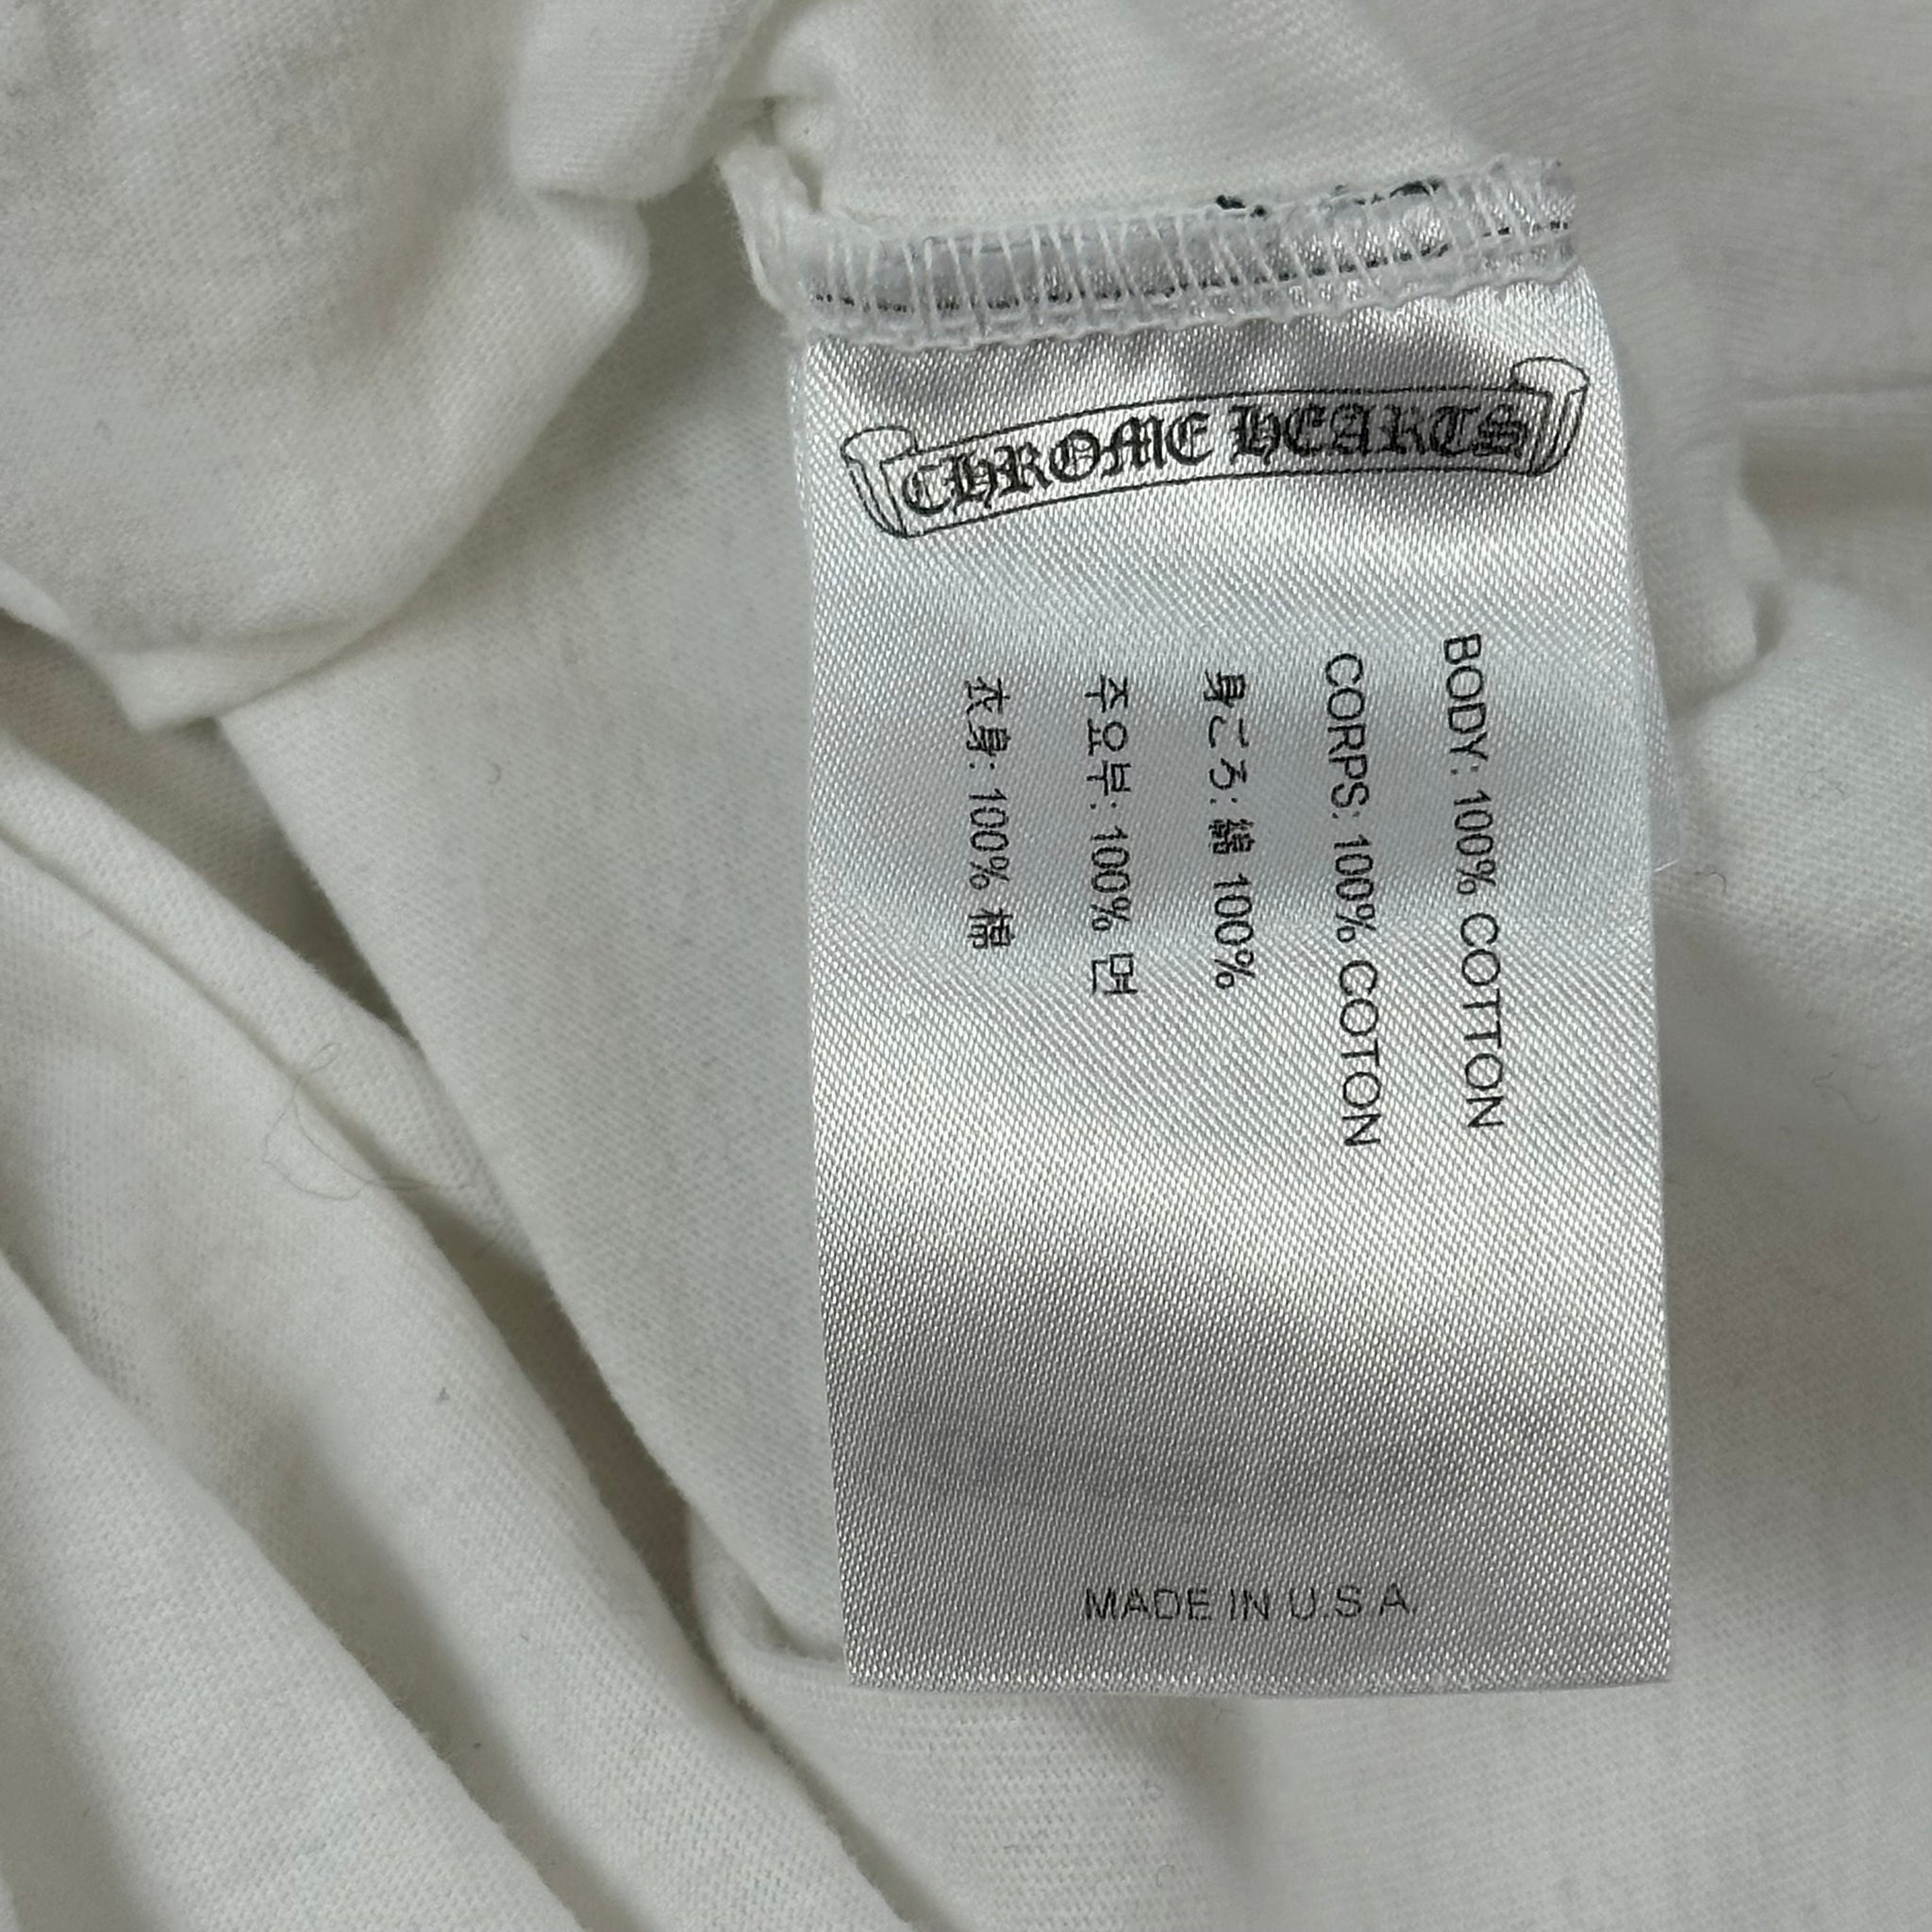 CHROME HEARTS
BODY: 100% COTTON
CORPS: 100% COTON
身ごろ: 綿 100%
주요부: 100% 면
衣身: 100% 棉
MADE IN U.S.A.